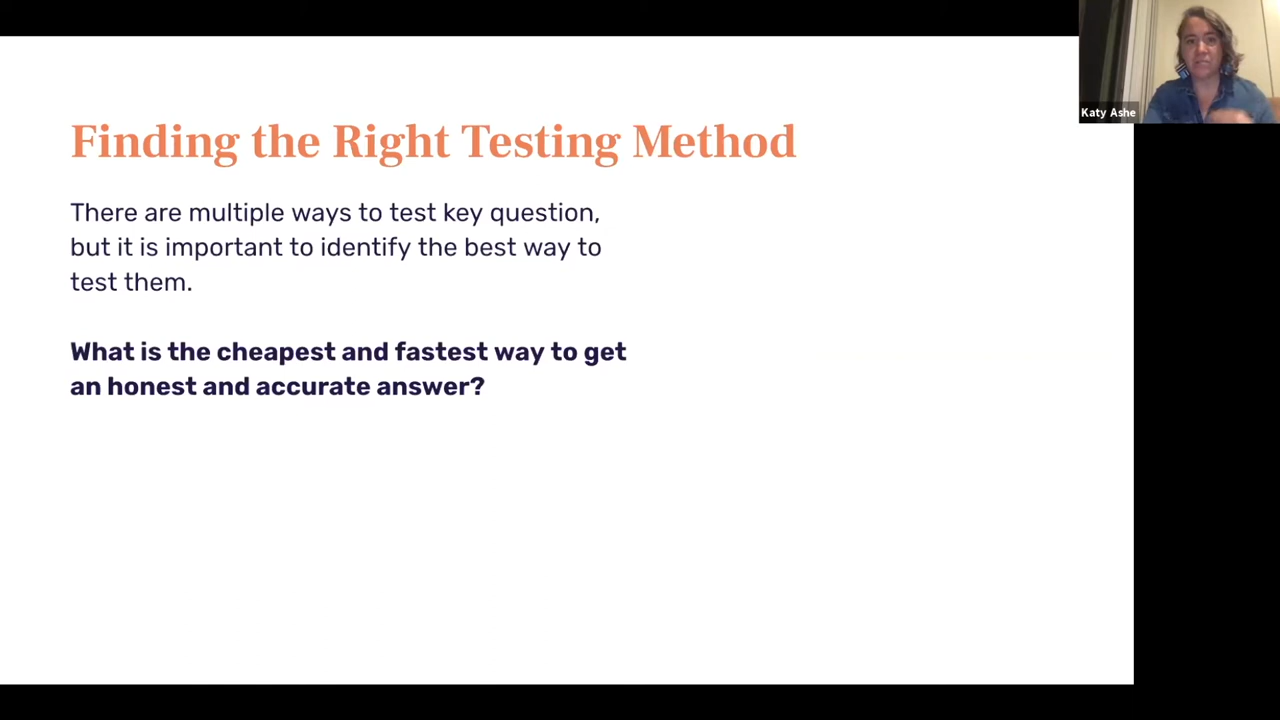 Finding the Right Testing Method
There are multiple ways to test key question,
but it is important to identify the best way to
test them.
What is the cheapest and fastest way to get
an honest and accurate answer?
Katy Ashe